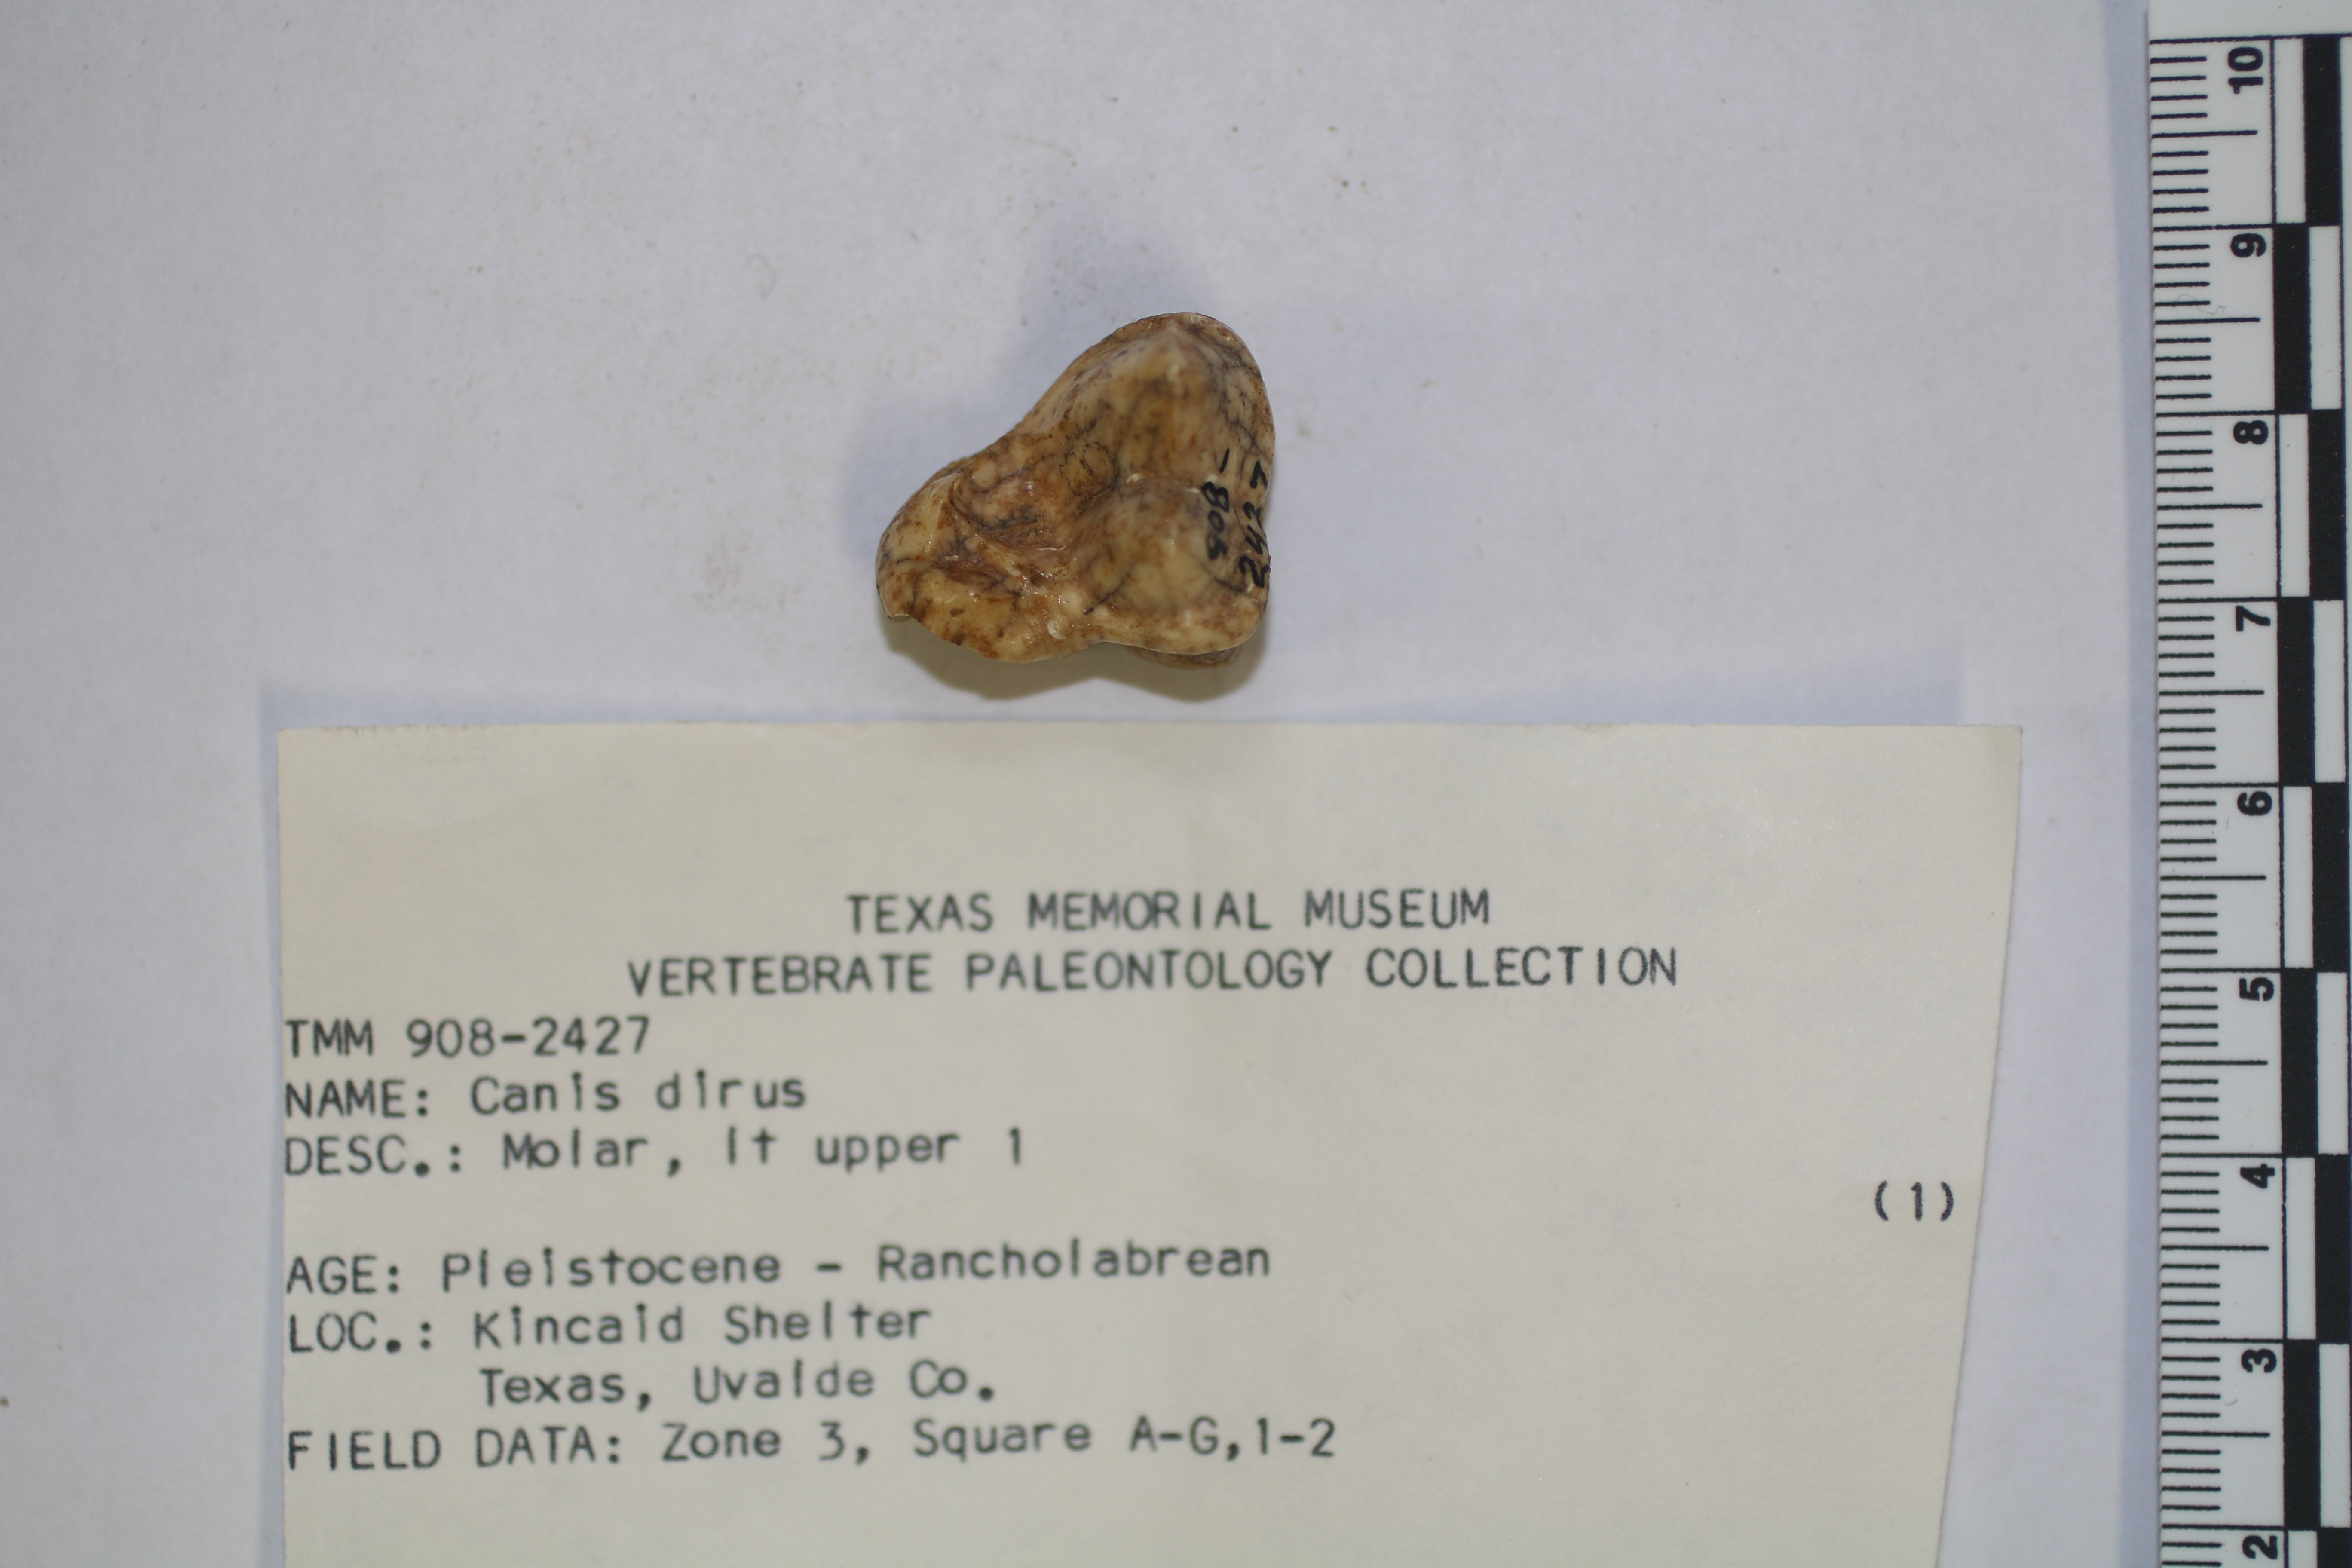 908-
2427
TEXAS MEMORIAL MUSEUM
VERTEBRATE PALEONTOLOGY COLLECTION
TMM 908-2427
NAME: Canis dirus
DESC.: Molar, lt upper 1
(1)
AGE: Pleistocene - Rancholabrean
LOC.: Kincaid Shelter
Texas, Uvalde Co.
FIELD DATA: Zone 3, Square A-G,1-2
10
9
8
7
6
5
4
3
2